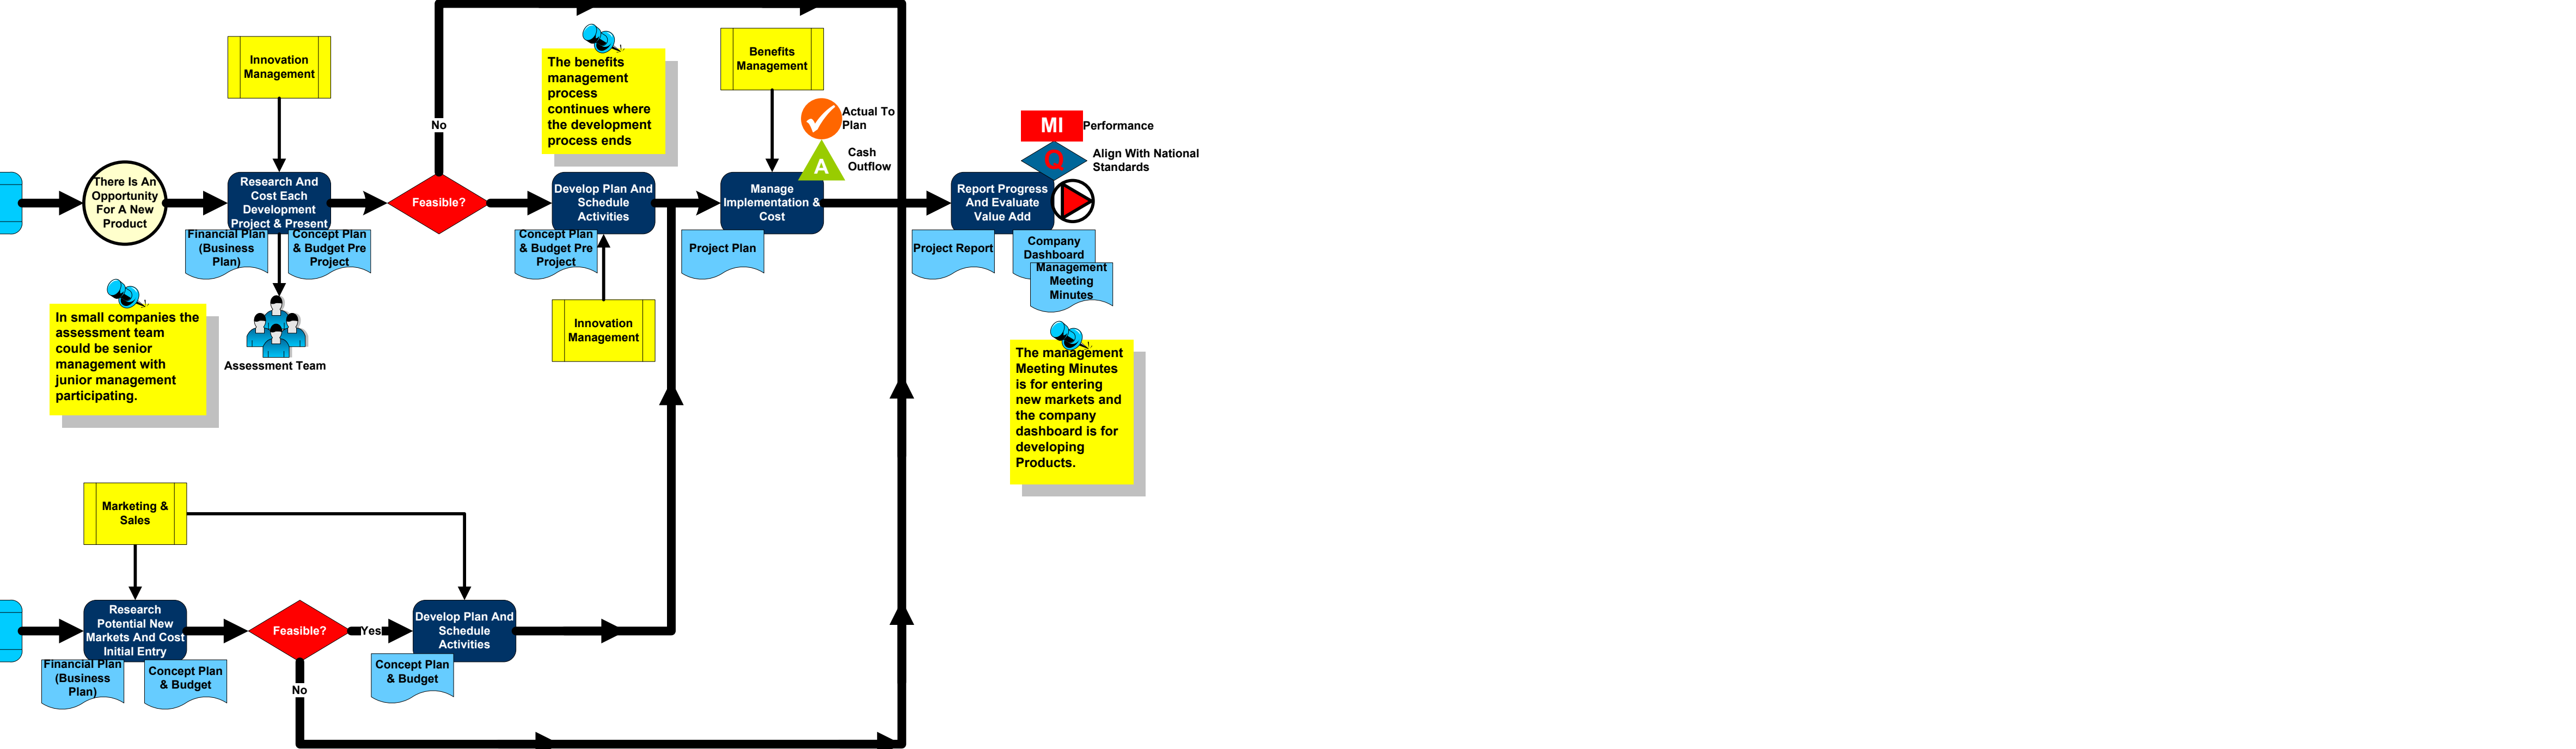 Innovation
Management
No
The benefits
management
process
continues where
the development
process ends
Benefits
Management
Actual To
Plan
A
Cash
Outflow
MI
Performance
Q
Align With National
Standards
There Is An
Opportunity
For A New
Product
Research And
Cost Each
Development
Project & Present
Feasible?
Develop Plan And
Schedule
Activities
Manage
Implementation &
Cost
Report Progress
And Evaluate
Value Add
Financial Plan
(Business
Plan)
Concept Plan
& Budget Pre
Project
Concept Plan
& Budget Pre
Project
Project Plan
Project Report
Company
Dashboard
Management
Meeting
Minutes
In small companies the
assessment team
could be senior
management with
junior management
participating.
Assessment Team
Innovation
Management
The management
Meeting Minutes
is for entering
new markets and
the company
dashboard is for
developing
Products.
Marketing &
Sales
Research
Potential New
Markets And Cost
Initial Entry
Feasible?
Yes
Develop Plan And
Schedule
Activities
Financial Plan
(Business
Plan)
Concept Plan
& Budget
No
Concept Plan
& Budget